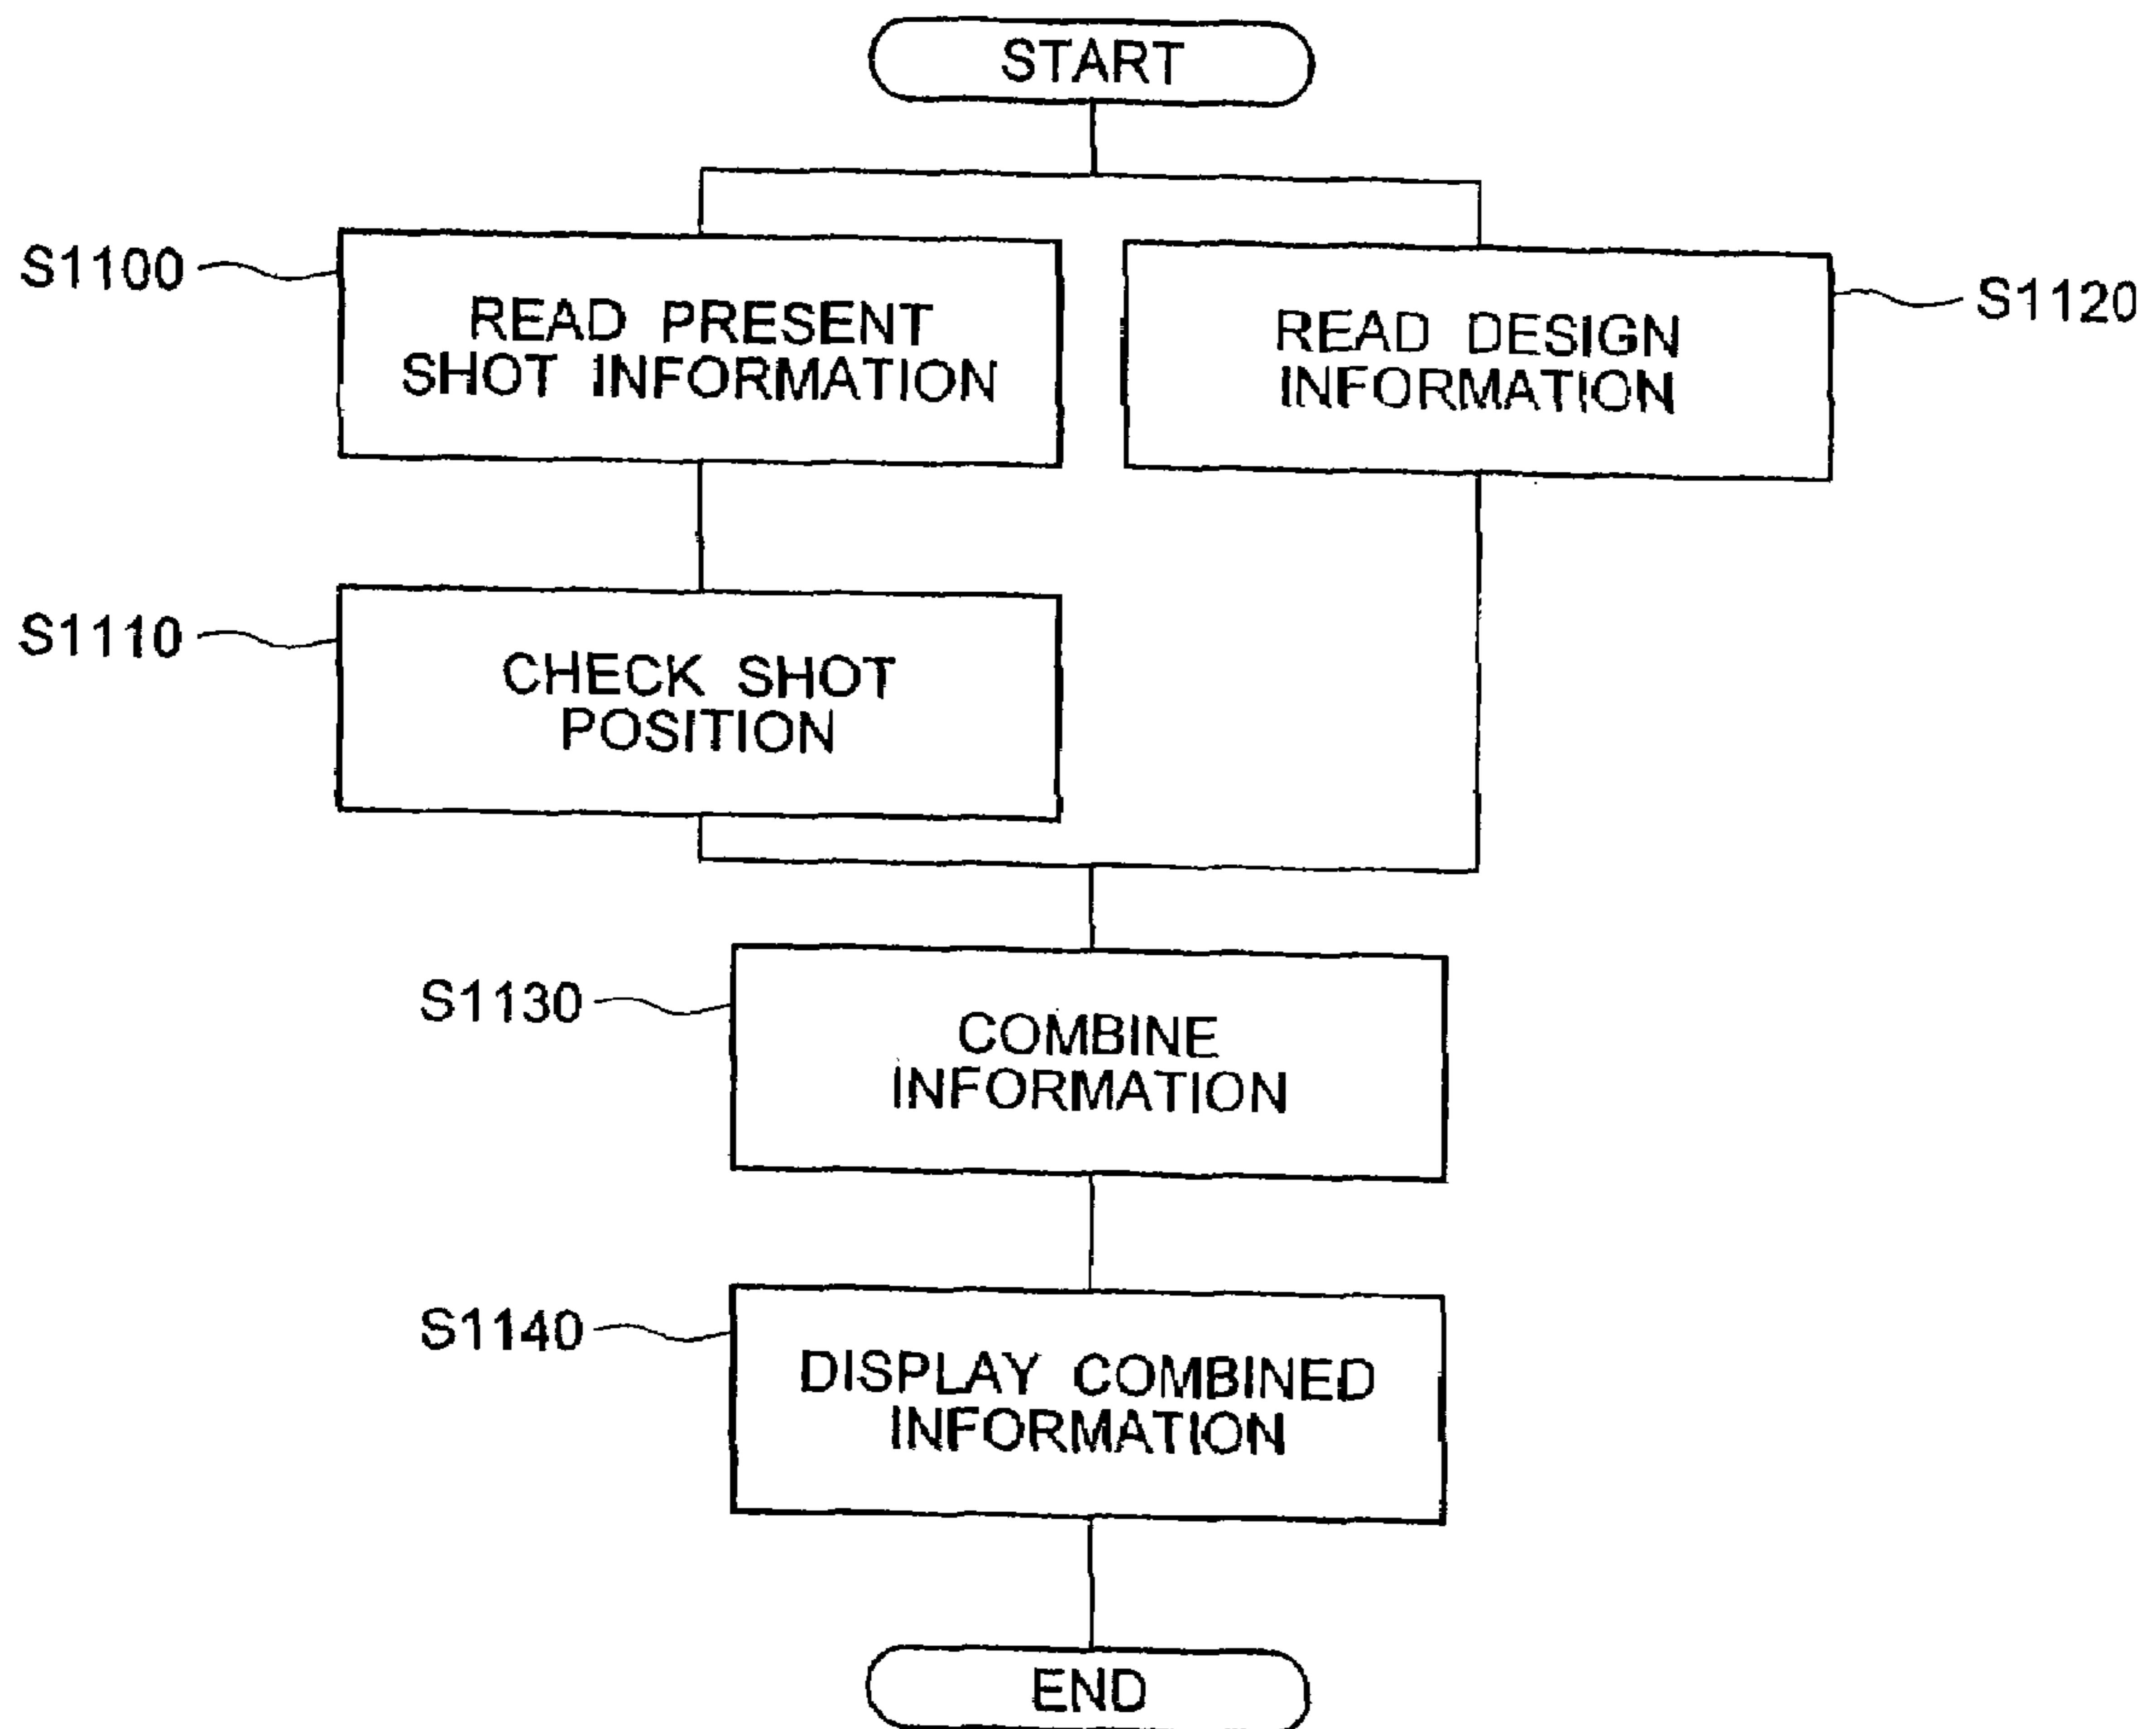 START
S1100
READ PRESENT
SHOT INFORMATION
READ DESIGN
INFORMATION
S1120
S1110
CHECK SHOT
POSITION
S1130
COMBINE
INFORMATION
S1140
DISPLAY COMBINED
INFORMATION
END